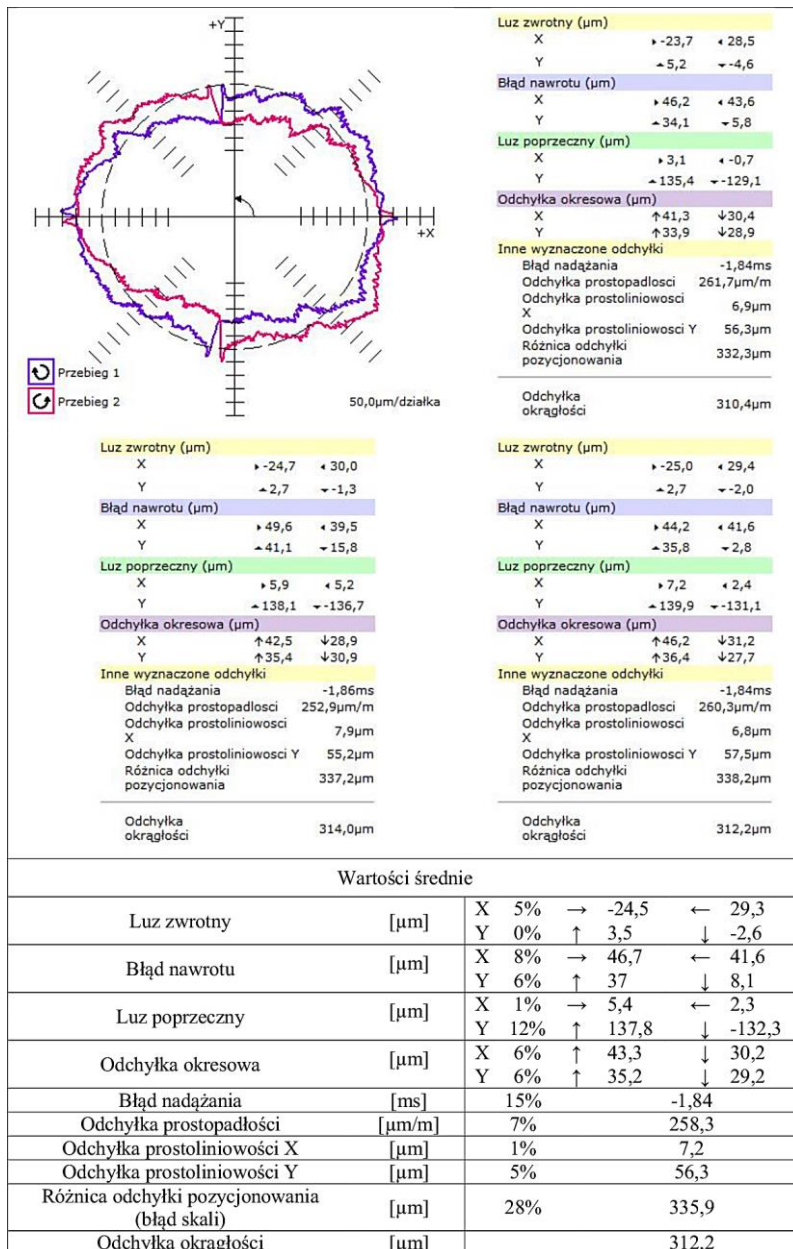 +Y
+X
Przebieg 1
Przebieg 2
50,0µm/działka
Luz zwrotny (µm)
X ▸-23,7 ◂28,5
Y ▴5,2 ▾-4,6
Błąd nawrotu (µm)
X ▸46,2 ◂43,6
Y ▴34,1 ▾5,8
Luz poprzeczny (µm)
X ▸3,1 ◂-0,7
Y ▴135,4 ▾-129,1
Odchyłka okresowa (µm)
X ↑41,3 ↓30,4
Y ↑33,9 ↓28,9
Inne wyznaczone odchyłki
Błąd nadążania -1,84ms
Odchyłka prostopadlosci 261,7µm/m
Odchyłka prostoliniowosci
X 6,9µm
Odchyłka prostoliniowosci Y 56,3µm
Różnica odchyłki
pozycjonowania 332,3µm
Odchyłka
okrągłości 310,4µm
Luz zwrotny (µm)
X ▸-24,7 ◂30,0
Y ▴2,7 ▾-1,3
Błąd nawrotu (µm)
X ▸49,6 ◂39,5
Y ▴41,1 ▾15,8
Luz poprzeczny (µm)
X ▸5,9 ◂5,2
Y ▴138,1 ▾-136,7
Odchyłka okresowa (µm)
X ↑42,5 ↓28,9
Y ↑35,4 ↓30,9
Inne wyznaczone odchyłki
Błąd nadążania -1,86ms
Odchyłka prostopadlosci 252,9µm/m
Odchyłka prostoliniowosci
X 7,9µm
Odchyłka prostoliniowosci Y 55,2µm
Różnica odchyłki
pozycjonowania 337,2µm
Odchyłka
okrągłości 314,0µm
Luz zwrotny (µm)
X ▸-25,0 ◂29,4
Y ▴2,7 ▾-2,0
Błąd nawrotu (µm)
X ▸44,2 ◂41,6
Y ▴35,8 ▾2,8
Luz poprzeczny (µm)
X ▸7,2 ◂2,4
Y ▴139,9 ▾-131,1
Odchyłka okresowa (µm)
X ↑46,2 ↓31,2
Y ↑36,4 ↓27,7
Inne wyznaczone odchyłki
Błąd nadążania -1,84ms
Odchyłka prostopadlosci 260,3µm/m
Odchyłka prostoliniowosci
X 6,8µm
Odchyłka prostoliniowosci Y 57,5µm
Różnica odchyłki
pozycjonowania 338,2µm
Odchyłka
okrągłości 312,2µm
Wartości średnie
Luz zwrotny [µm] X 5% → -24,5 ← 29,3
Y 0% ↑ 3,5 ↓ -2,6
Błąd nawrotu [µm] X 8% → 46,7 ← 41,6
Y 6% ↑ 37 ↓ 8,1
Luz poprzeczny [µm] X 1% → 5,4 ← 2,3
Y 12% ↑ 137,8 ↓ -132,3
Odchyłka okresowa [µm] X 6% ↑ 43,3 ↓ 30,2
Y 6% ↑ 35,2 ↓ 29,2
Błąd nadążania [ms] 15% -1,84
Odchyłka prostopadłości [µm/m] 7% 258,3
Odchyłka prostoliniowości X [µm] 1% 7,2
Odchyłka prostoliniowości Y [µm] 5% 56,3
Różnica odchyłki pozycjonowania
(błąd skali) [µm] 28% 335,9
Odchyłka okrągłości [µm] 312,2